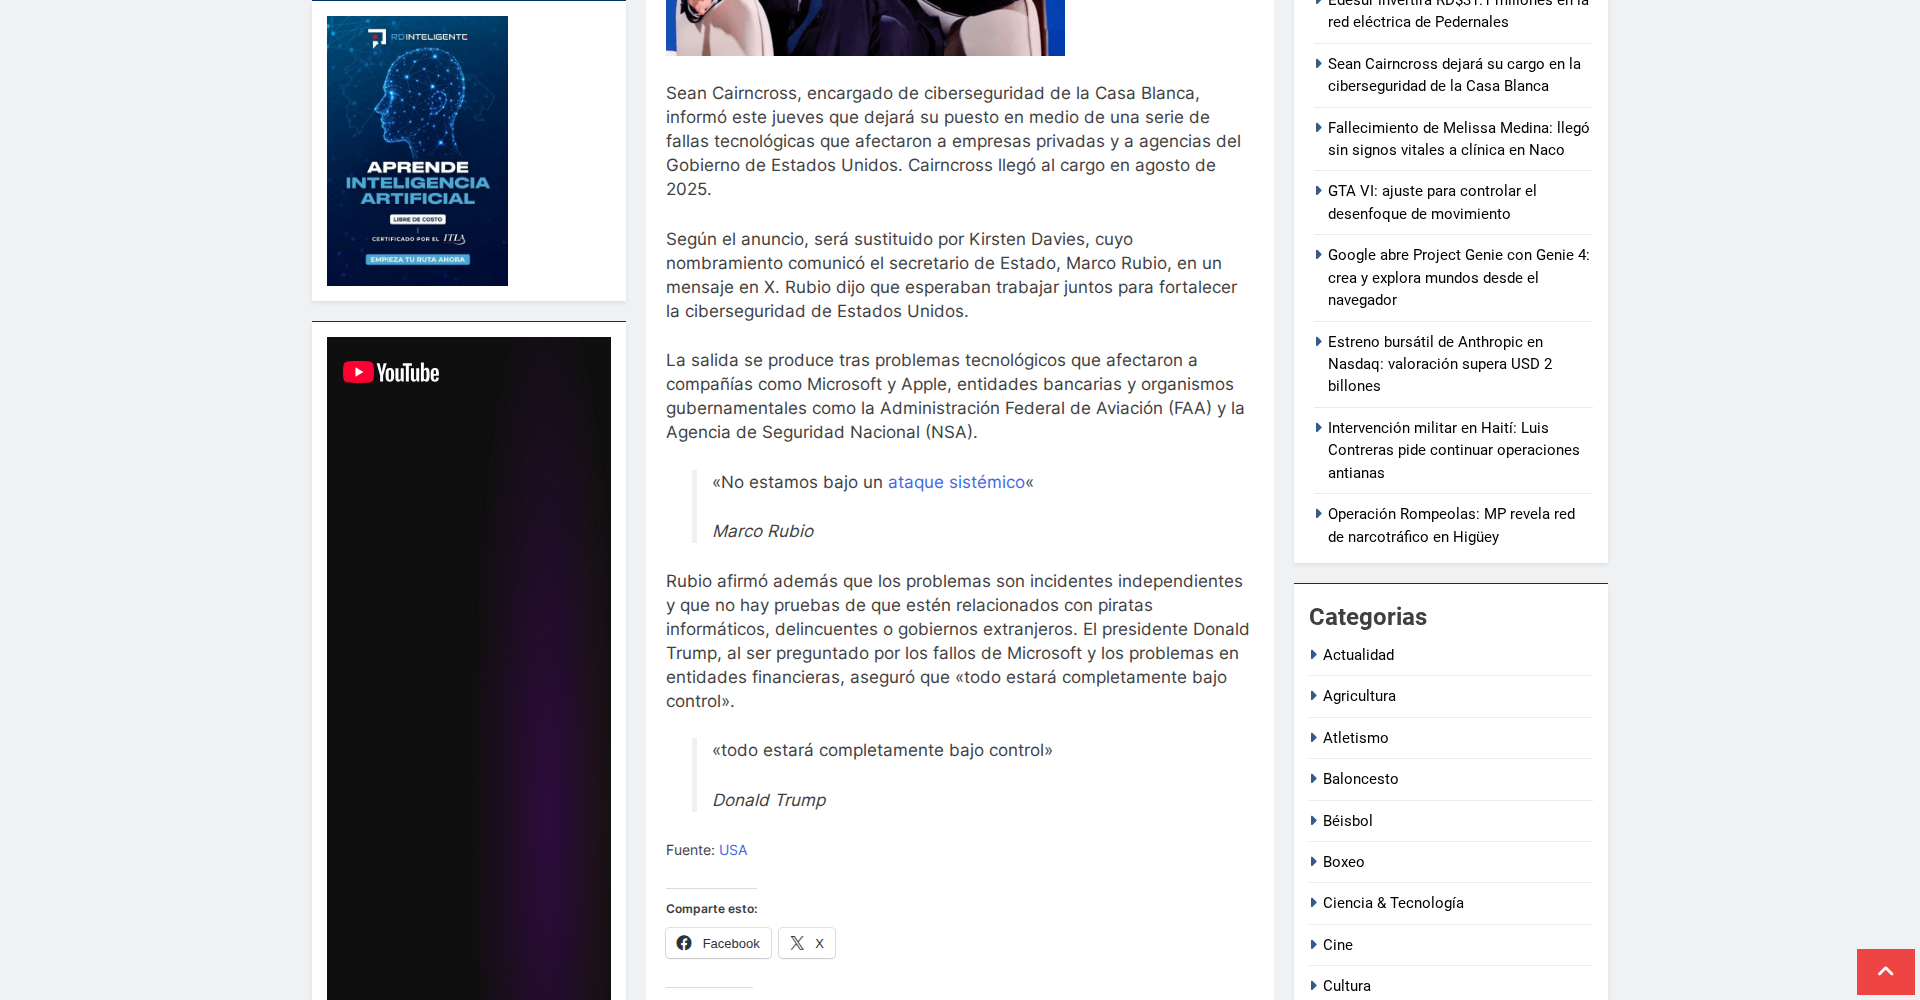 RD INTELIGENTE
APRENDE
INTELIGENCIA
ARTIFICIAL
LIBRE DE COSTO
CERTIFICADO POR EL ITLA
EMPIEZA TU RUTA AHORA
YouTube
Sean Cairncross, encargado de ciberseguridad de la Casa Blanca,
informó este jueves que dejará su puesto en medio de una serie de
fallas tecnológicas que afectaron a empresas privadas y a agencias del
Gobierno de Estados Unidos. Cairncross llegó al cargo en agosto de
2025.
Según el anuncio, será sustituido por Kirsten Davies, cuyo
nombramiento comunicó el secretario de Estado, Marco Rubio, en un
mensaje en X. Rubio dijo que esperaban trabajar juntos para fortalecer
la ciberseguridad de Estados Unidos.
La salida se produce tras problemas tecnológicos que afectaron a
compañías como Microsoft y Apple, entidades bancarias y organismos
gubernamentales como la Administración Federal de Aviación (FAA) y la
Agencia de Seguridad Nacional (NSA).
«No estamos bajo un ataque sistémico«
Marco Rubio
Rubio afirmó además que los problemas son incidentes independientes
y que no hay pruebas de que estén relacionados con piratas
informáticos, delincuentes o gobiernos extranjeros. El presidente Donald
Trump, al ser preguntado por los fallos de Microsoft y los problemas en
entidades financieras, aseguró que «todo estará completamente bajo
control».
«todo estará completamente bajo control»
Donald Trump
Fuente: USA
Comparte esto:
Facebook
X
Edesur invertirá RD$31.1 millones en la
red eléctrica de Pedernales
Sean Cairncross dejará su cargo en la
ciberseguridad de la Casa Blanca
Fallecimiento de Melissa Medina: llegó
sin signos vitales a clínica en Naco
GTA VI: ajuste para controlar el
desenfoque de movimiento
Google abre Project Genie con Genie 4:
crea y explora mundos desde el
navegador
Estreno bursátil de Anthropic en
Nasdaq: valoración supera USD 2
billones
Intervención militar en Haití: Luis
Contreras pide continuar operaciones
antianas
Operación Rompeolas: MP revela red
de narcotráfico en Higüey
Categorias
Actualidad
Agricultura
Atletismo
Baloncesto
Béisbol
Boxeo
Ciencia & Tecnología
Cine
Cultura